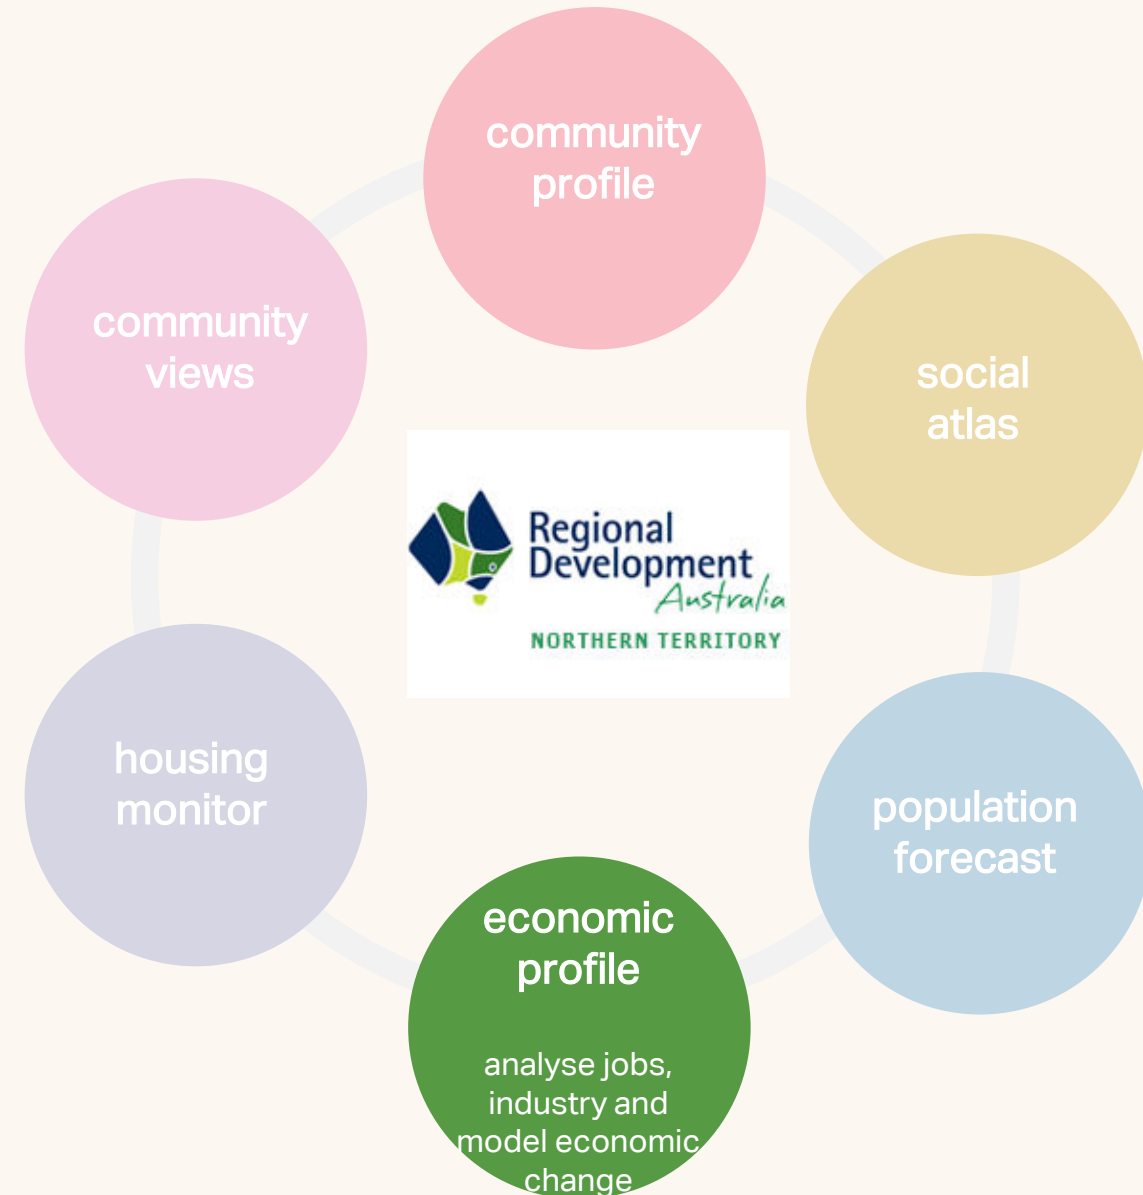 community
profile
community
views
social
atlas
Regional
Development
Australia
NORTHERN TERRITORY
housing
monitor
population
forecast
economic
profile
analyse jobs,
industry and
model economic
change